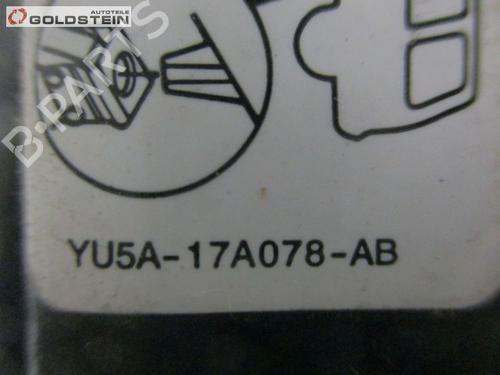 AUTOTEILE
GOLDSTEIN
B-PARTS
YU5A-17A078-AB